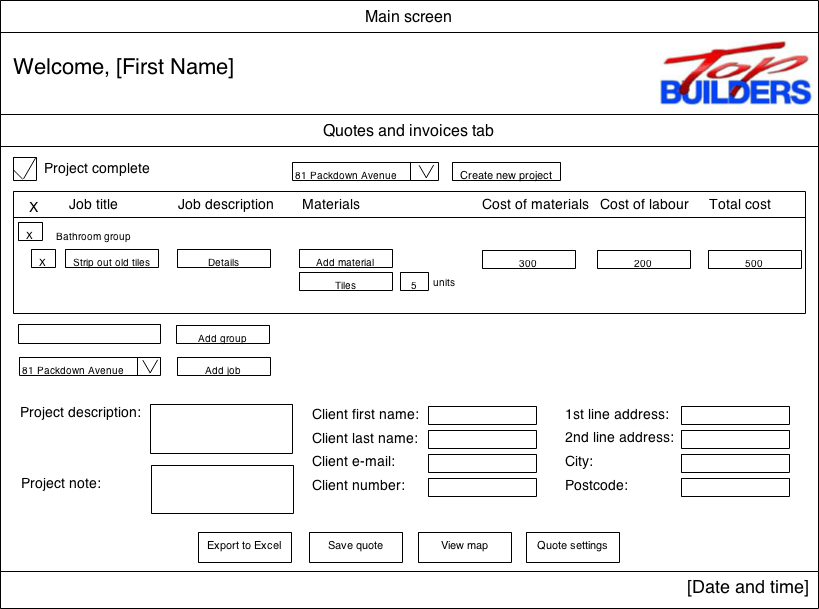 Main screen
Welcome, [First Name]
Top
BUILDERS
Quotes and invoices tab
Project complete
81 Packdown Avenue
Create new project
X Job title Job description Materials Cost of materials Cost of labour Total cost
X Bathroom group
X Strip out old tiles Details Add material 300 200 500
Tiles 5 units
Add group
81 Packdown Avenue Add job
Project description: Client first name: 1st line address:
Client last name: 2nd line address:
Client e-mail: City:
Project note: Client number: Postcode:
Export to Excel Save quote View map Quote settings
[Date and time]